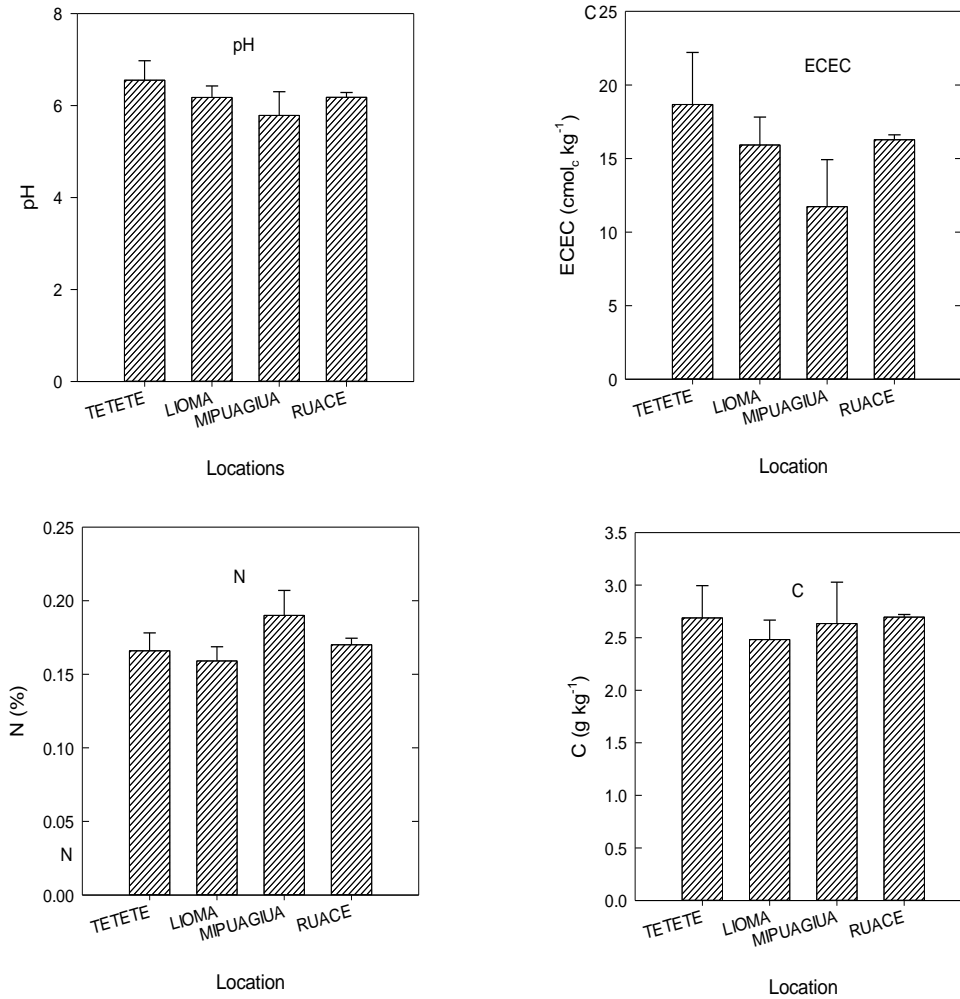 pH
8
6
4
2
0
pH
TETETE
LIOMA
MIPUAGIUA
RUACE
Locations
C
ECEC
25
20
15
10
5
0
ECEC (cmolc kg-1)
TETETE
LIOMA
MIPUAGIUA
RUACE
Location
N
0.25
0.20
0.15
0.10
0.05
0.00
N
N (%)
TETETE
LIOMA
MIPUAGIUA
RUACE
Location
C
3.5
3.0
2.5
2.0
1.5
1.0
0.5
0.0
C (g kg-1)
TETETE
LIOMA
MIPUAGIUA
RUACE
Location